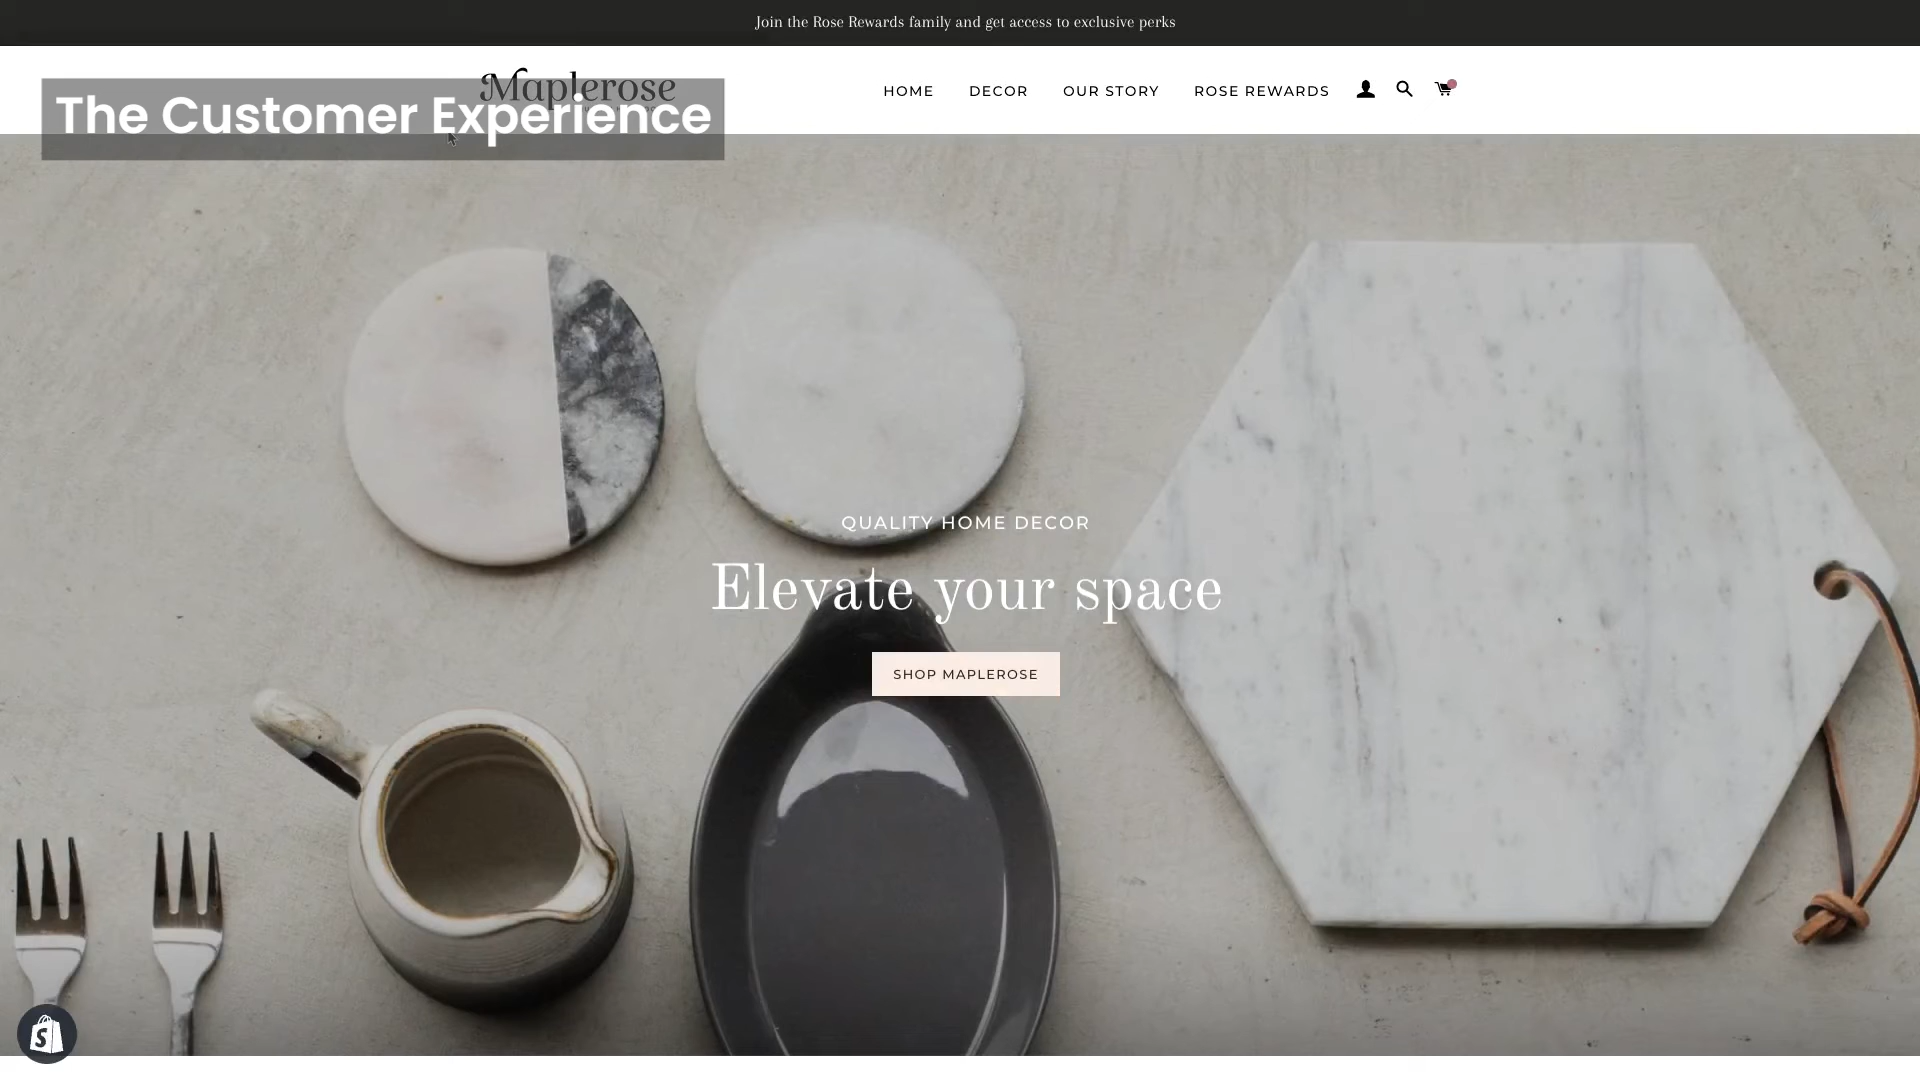 Join the Rose Rewards family and get access to exclusive perks
Maplerose
HOME DECOR OUR STORY ROSE REWARDS
The Customer Experience
QUALITY HOME DECOR
Elevate your space
SHOP MAPLEROSE